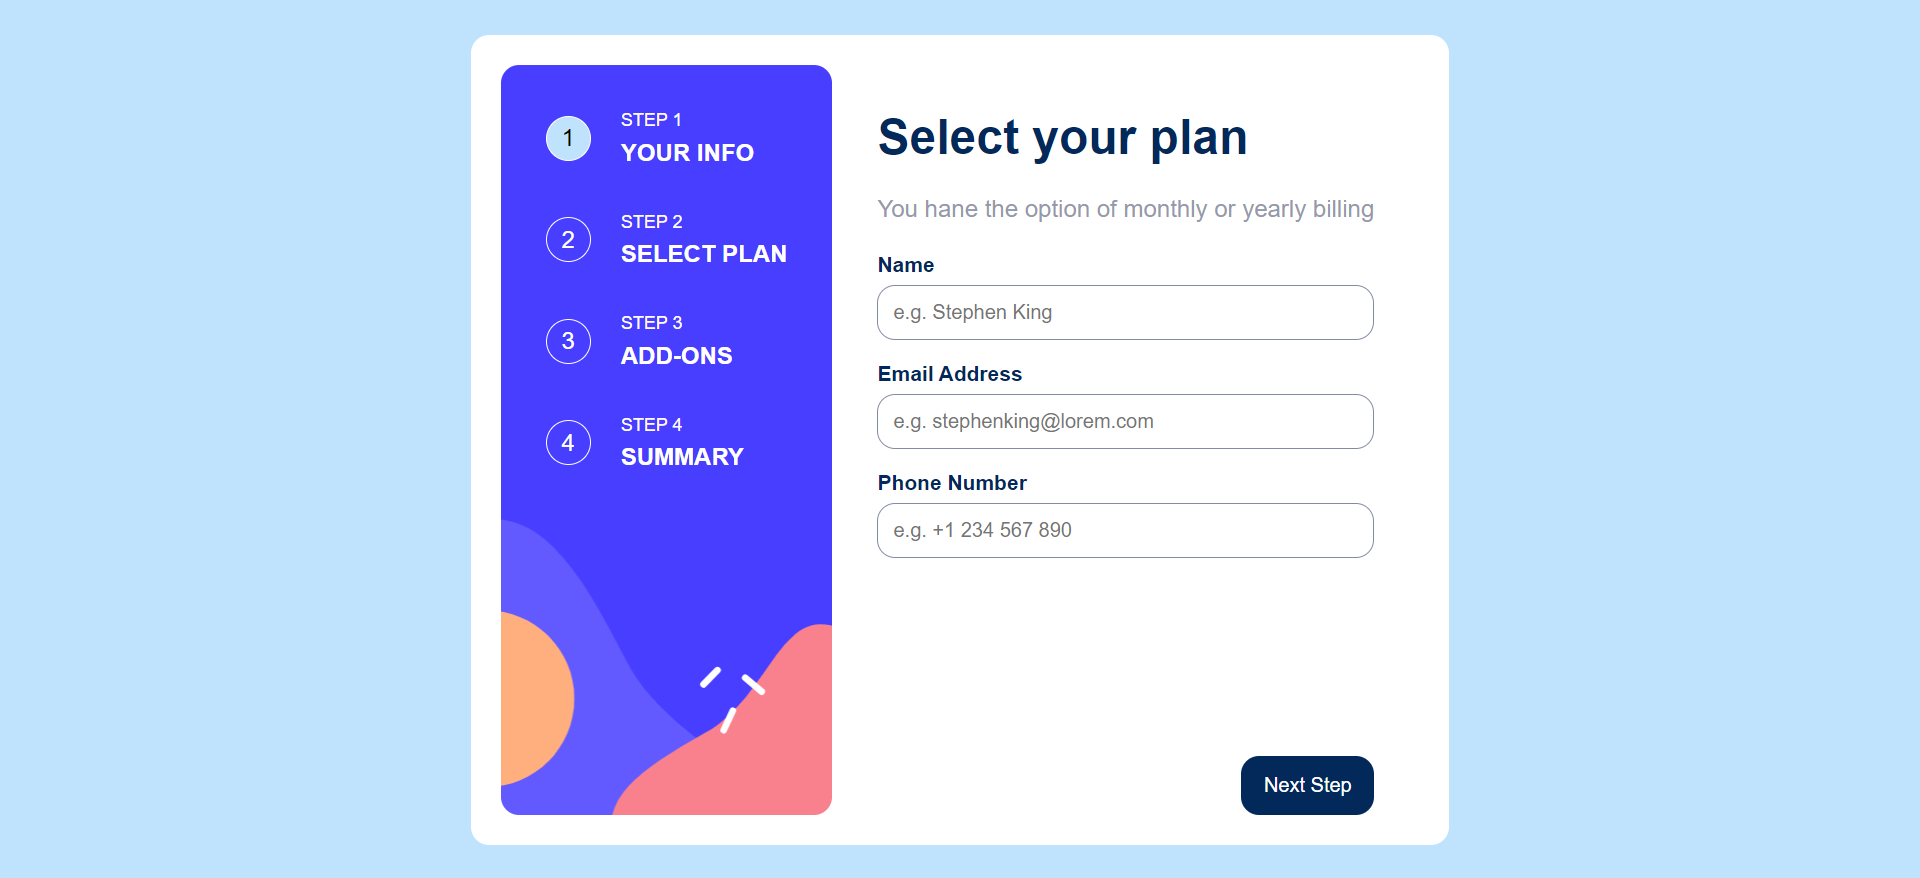 1
STEP 1
YOUR INFO
2
STEP 2
SELECT PLAN
3
STEP 3
ADD-ONS
4
STEP 4
SUMMARY
Select your plan
You hane the option of monthly or yearly billing
Name
e.g. Stephen King
Email Address
e.g. stephenking@lorem.com
Phone Number
e.g. +1 234 567 890
Next Step